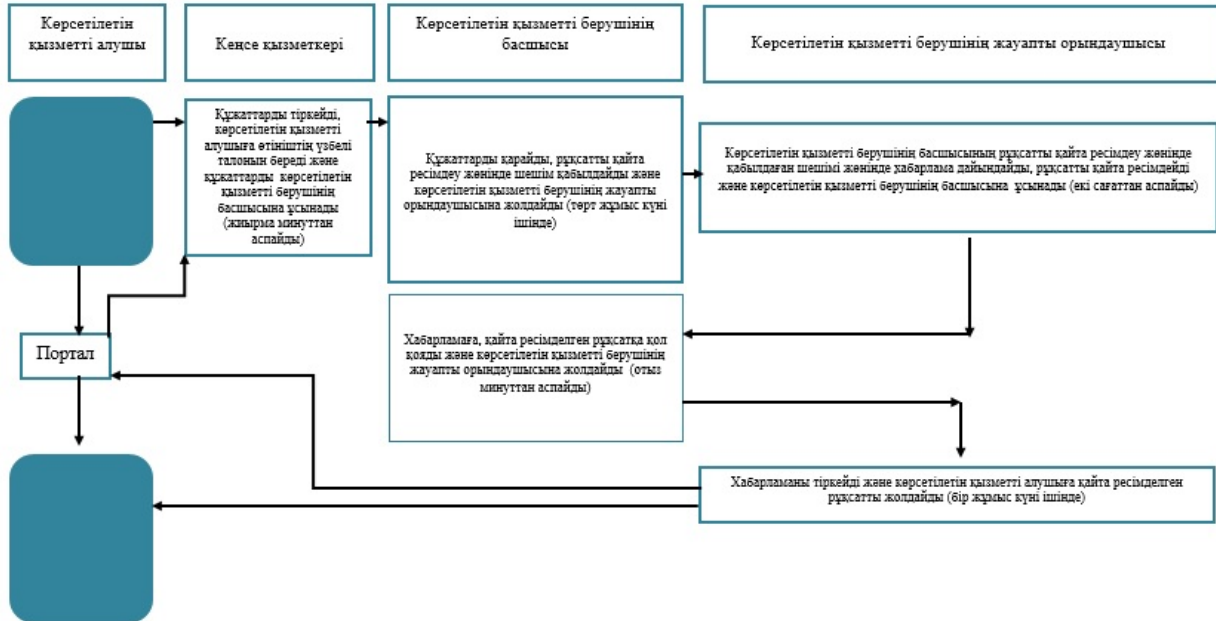 Көрсетілетін
қызметті алушы
Кеңсе қызметкері
Көрсетілетін қызметті берушінің
басшысы
Көрсетілетін қызметті берушінің жауапты орындаушысы
Құжаттарды тіркейді,
көрсетілетін қызметті
алушыға өтініштің үзбелі
талонын береді және
құжаттарды көрсетілетін
қызметті берушінің
басшысына ұсынады
(жиырма минуттан
аспайды)
Құжаттарды қарайды, рұқсатты қайта
ресімдеу жөнінде шешім қабылдайды және
көрсетілетін қызметті берушінің жауапты
орындаушысына жолдайды (төрт жұмыс күні
ішінде)
Көрсетілетін қызметті берушінің басшысының рұқсатты қайта ресімдеу жөнінде
қабылдаған шешімі жөнінде хабарлама дайындайды, рұқсатты қайта ресімдейді
және көрсетілетін қызметті берушінің басшысына ұсынады (екі сағаттан аспайды)
Портал
Хабарламаға, қайта ресімделген рұқсатқа қол
қояды және көрсетілетін қызметті берушінің
жауапты орындаушысына жолдайды (отыз
минуттан аспайды)
Хабарламаны тіркейді және көрсетілетін қызметті алушыға қайта ресімделген
рұқсатты жолдайды (бір жұмыс күні ішінде)